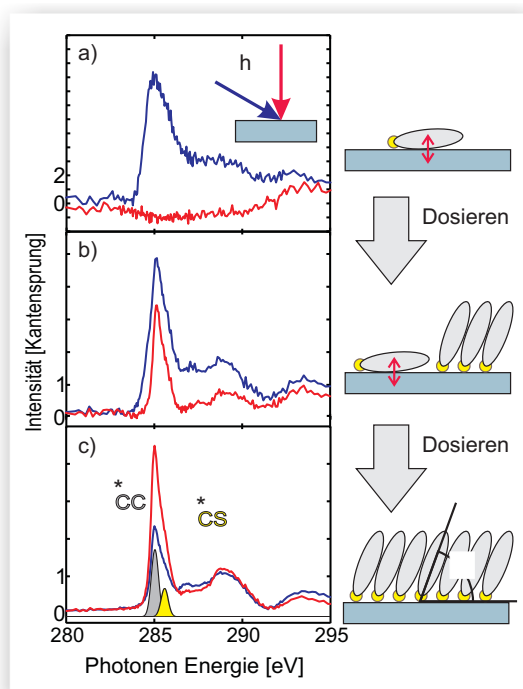 a)
h
2
0
Dosieren
b)
1
0
Dosieren
c)
*
CC
*
CS
1
0
280
285
290
295
Intensität [Kantensprung]
Photonen Energie [eV]